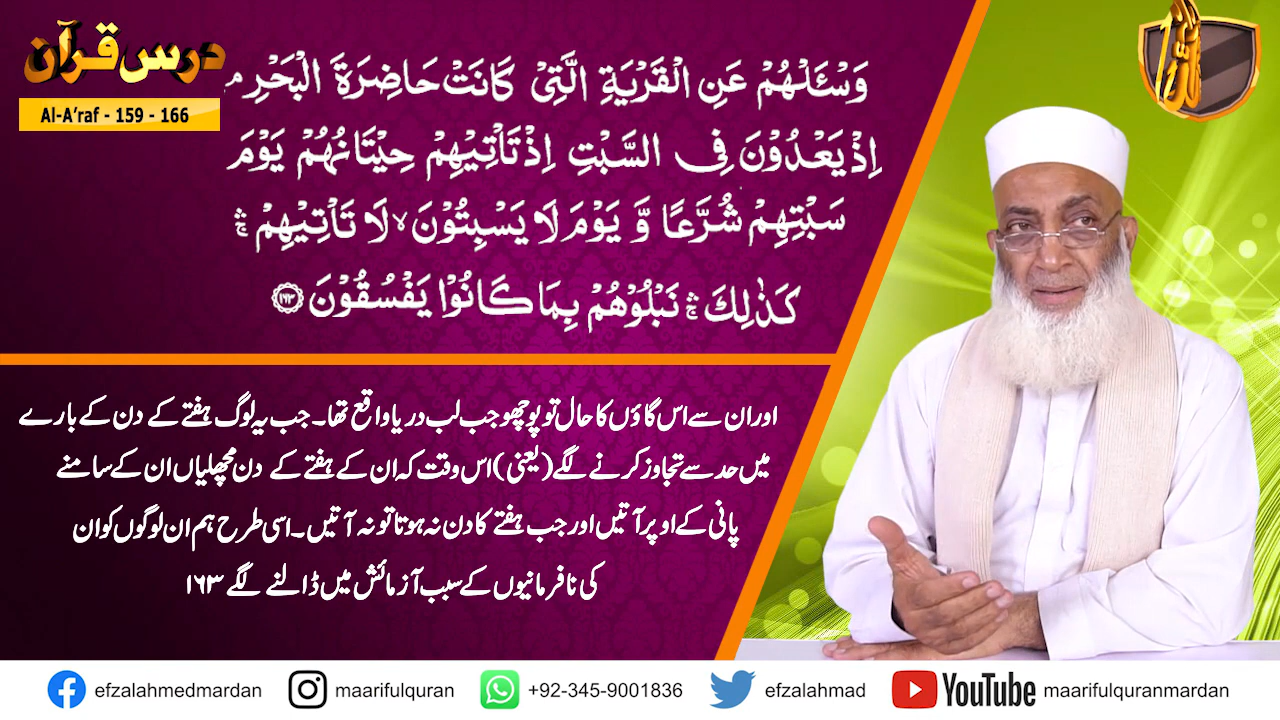 درس قرآن
Al-A'raf - 159 - 166
وَسْـَٔلْهُمْ عَنِ الْقَرْيَةِ الَّتِيْ كَانَتْ حَاضِرَةَ الْبَحْرِ ۘ
اِذْ يَعْدُوْنَ فِي السَّبْتِ اِذْ تَاْتِيْهِمْ حِيْتَانُهُمْ يَوْمَ
سَبْتِهِمْ شُرَّعًا وَّ يَوْمَ لَا يَسْبِتُوْنَ ۙ لَا تَاْتِيْهِمْ ۛۚ
كَذٰلِكَ ۛۚ نَبْلُوْهُمْ بِمَا كَانُوْا يَفْسُقُوْنَ ۝۱۶۳
اور ان سے اس گاؤں کا حال تو پوچھو جب لب دریا واقع تھا۔ جب یہ لوگ ہفتے کے دن کے بارے
میں حد سے تجاوز کرنے لگے (یعنی) اس وقت کہ ان کے ہفتے کے دن مچھلیاں ان کے سامنے
پانی کے اوپر آتیں اور جب ہفتے کا دن نہ ہوتا تو نہ آتیں۔ اسی طرح ہم ان لوگوں کو ان
کی نافرمانیوں کے سبب آزمائش میں ڈالنے لگے ۱۶۳
efzalahmedmardan maarifulquran +92-345-9001836 efzalahmad YouTube maarifulquranmardan